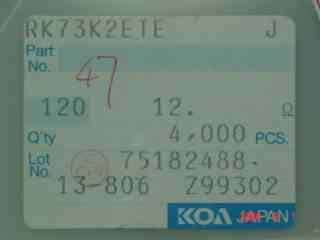 RK73K2ETE J
Part No. 47
120 12. Ω
Q'ty 4,000 PCS.
Lot No. 75182488.
13-806 Z99302
KOA JAPAN